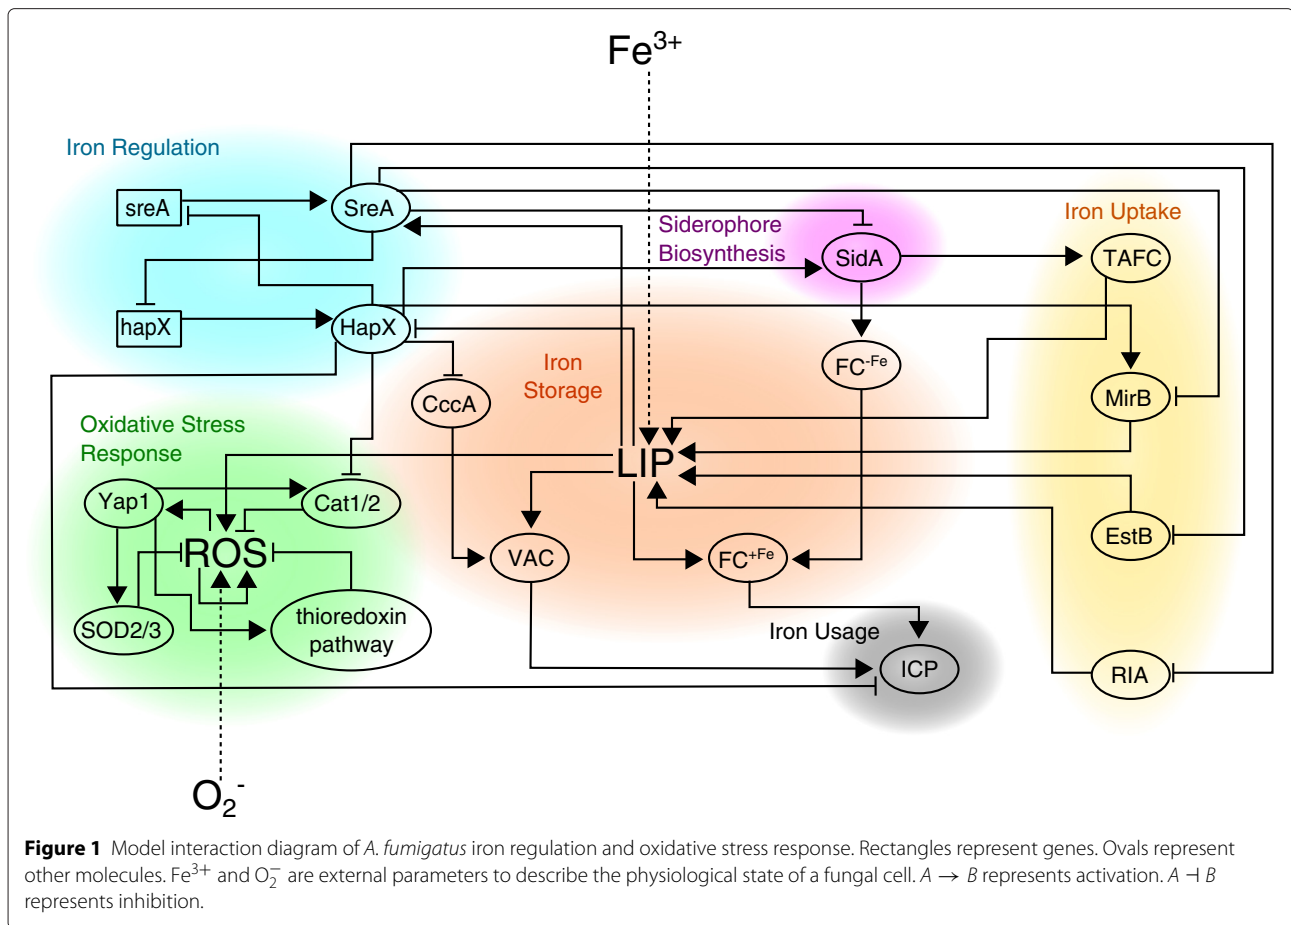 Fe³⁺
Iron Regulation
sreA
SreA
Siderophore
Biosynthesis
SidA
Iron Uptake
TAFC
hapX
HapX
Iron
Storage
FC⁻ᶠᵉ
CccA
MirB
Oxidative Stress
Response
LIP
Yap1
Cat1/2
ROS
VAC
FC⁺ᶠᵉ
EstB
SOD2/3
thioredoxin
pathway
Iron Usage
ICP
RIA
O₂⁻
Figure 1 Model interaction diagram of A. fumigatus iron regulation and oxidative stress response. Rectangles represent genes. Ovals represent
other molecules. Fe³⁺ and O₂⁻ are external parameters to describe the physiological state of a fungal cell. A → B represents activation. A ⊣ B
represents inhibition.